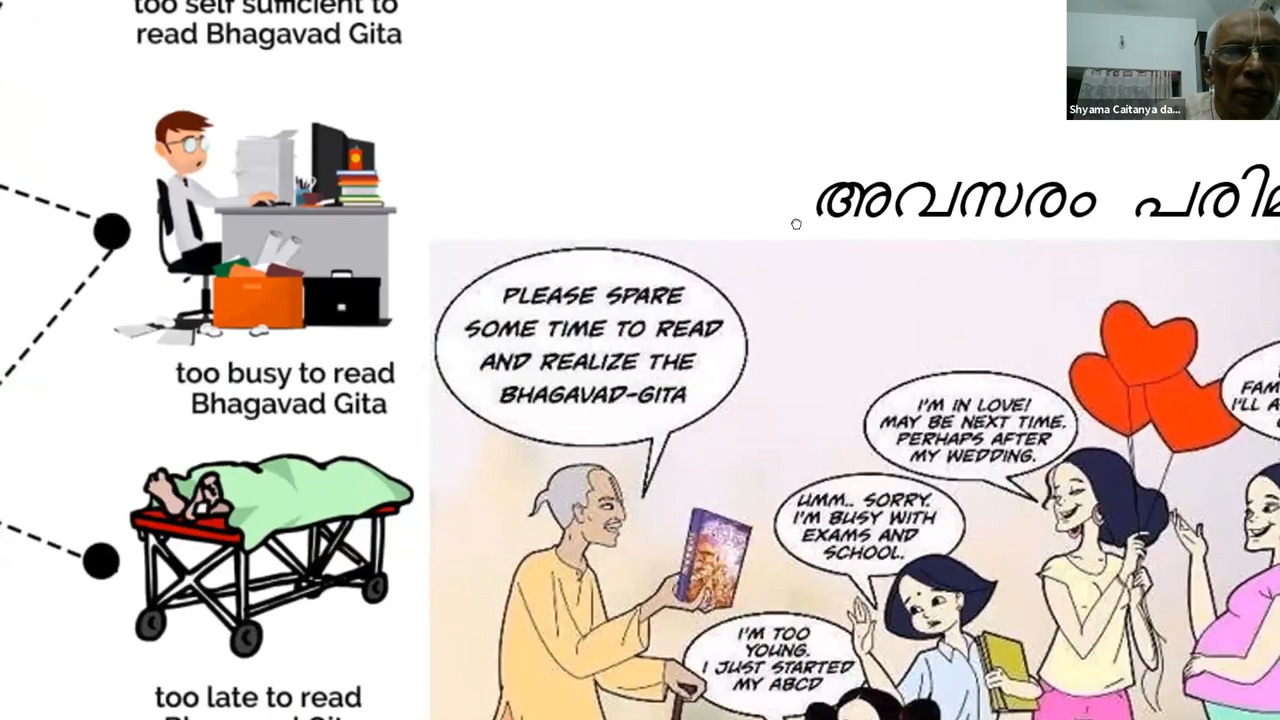 too self sufficient to
read Bhagavad Gita
too busy to read
Bhagavad Gita
too late to read
Bhagavad Gita
Shyama Caitanya da...
അവസരം
PLEASE SPARE
SOME TIME TO READ
AND REALIZE THE
BHAGAVAD-GITA
I'M IN LOVE!
MAY BE NEXT TIME.
PERHAPS AFTER
MY WEDDING.
UMM.. SORRY.
I'M BUSY WITH
EXAMS AND
SCHOOL.
I'M TOO
YOUNG.
I JUST STARTED
MY ABCD